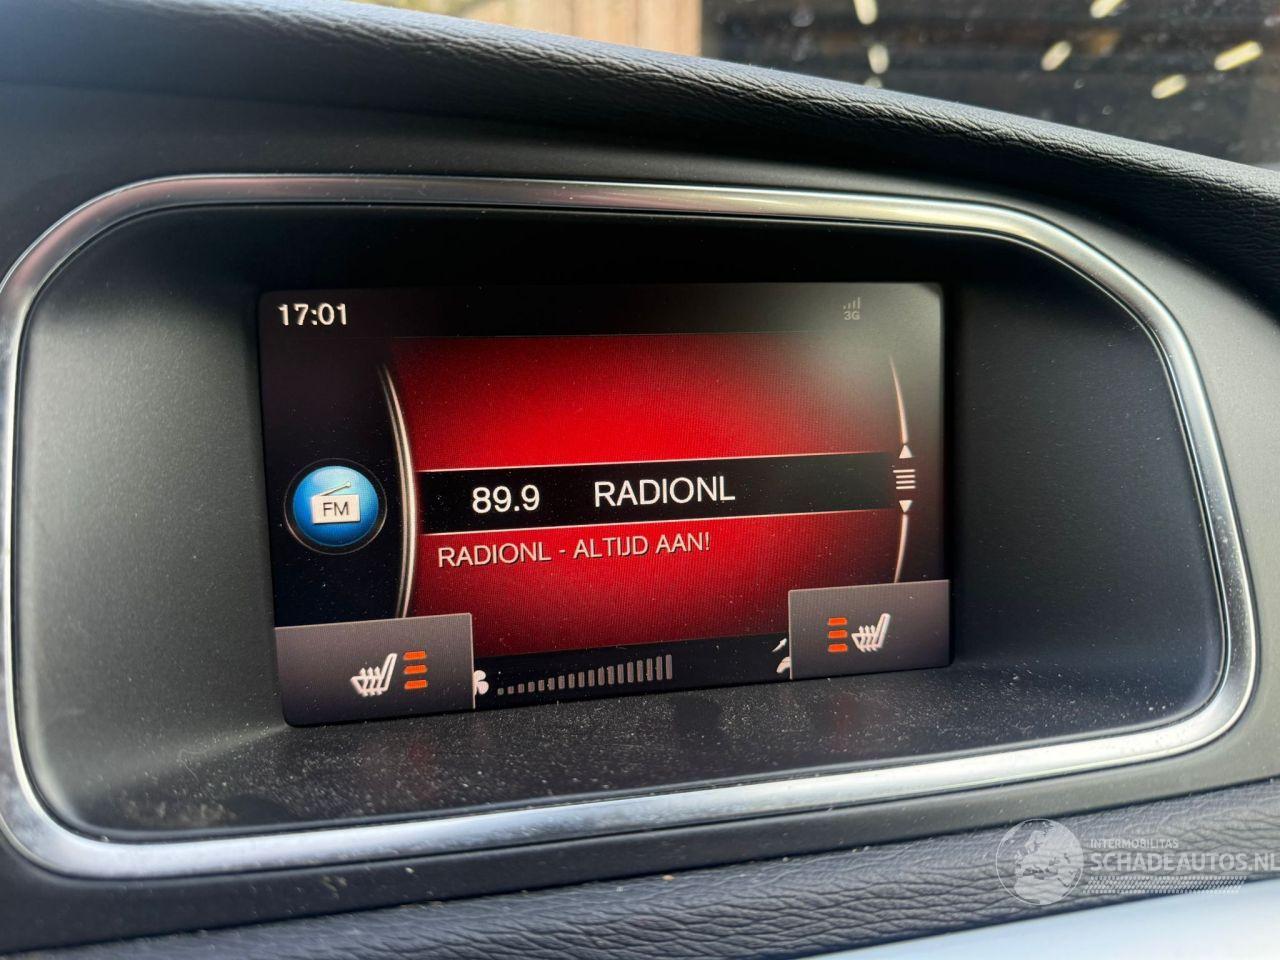 17:01
3G
FM
89.9 RADIONL
RADIONL - ALTIJD AAN!
INTERMOBILITAS
SCHADEAUTOS.NL